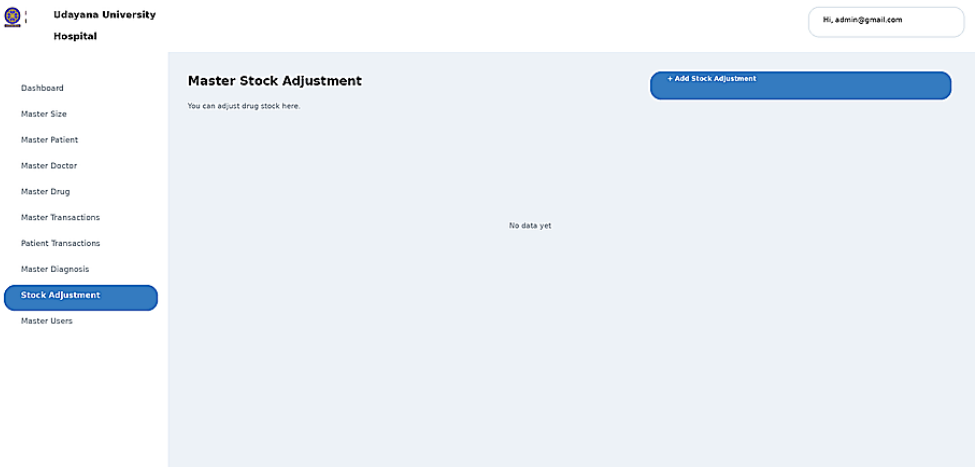 Udayana University
Hospital
Hi, admin@gmail.com
Dashboard
Master Size
Master Patient
Master Doctor
Master Drug
Master Transactions
Patient Transactions
Master Diagnosis
Stock Adjustment
Master Users
Master Stock Adjustment
You can adjust drug stock here.
+ Add Stock Adjustment
No data yet